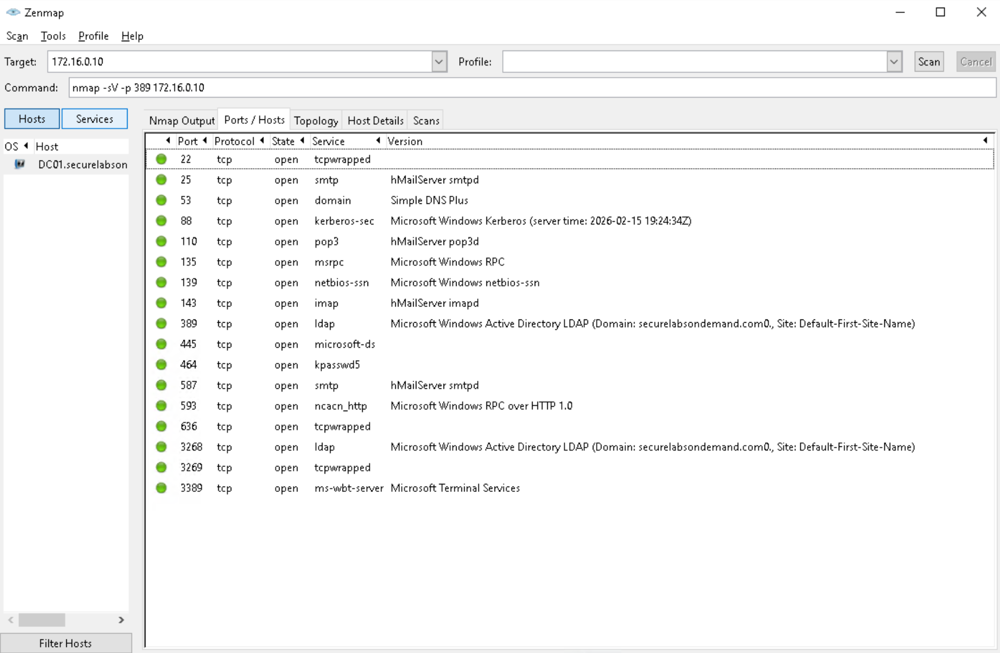 Zenmap
Scan Tools Profile Help
Target: 172.16.0.10 Profile: Scan Cancel
Command: nmap -sV -p 389 172.16.0.10
Hosts Services
Nmap Output Ports / Hosts Topology Host Details Scans
OS Host
DC01.securelabson
Port Protocol State Service Version
22 tcp open tcpwrapped
25 tcp open smtp hMailServer smtpd
53 tcp open domain Simple DNS Plus
88 tcp open kerberos-sec Microsoft Windows Kerberos (server time: 2026-02-15 19:24:34Z)
110 tcp open pop3 hMailServer pop3d
135 tcp open msrpc Microsoft Windows RPC
139 tcp open netbios-ssn Microsoft Windows netbios-ssn
143 tcp open imap hMailServer imapd
389 tcp open ldap Microsoft Windows Active Directory LDAP (Domain: securelabsondemand.com0., Site: Default-First-Site-Name)
445 tcp open microsoft-ds
464 tcp open kpasswd5
587 tcp open smtp hMailServer smtpd
593 tcp open ncacn_http Microsoft Windows RPC over HTTP 1.0
636 tcp open tcpwrapped
3268 tcp open ldap Microsoft Windows Active Directory LDAP (Domain: securelabsondemand.com0., Site: Default-First-Site-Name)
3269 tcp open tcpwrapped
3389 tcp open ms-wbt-server Microsoft Terminal Services
Filter Hosts